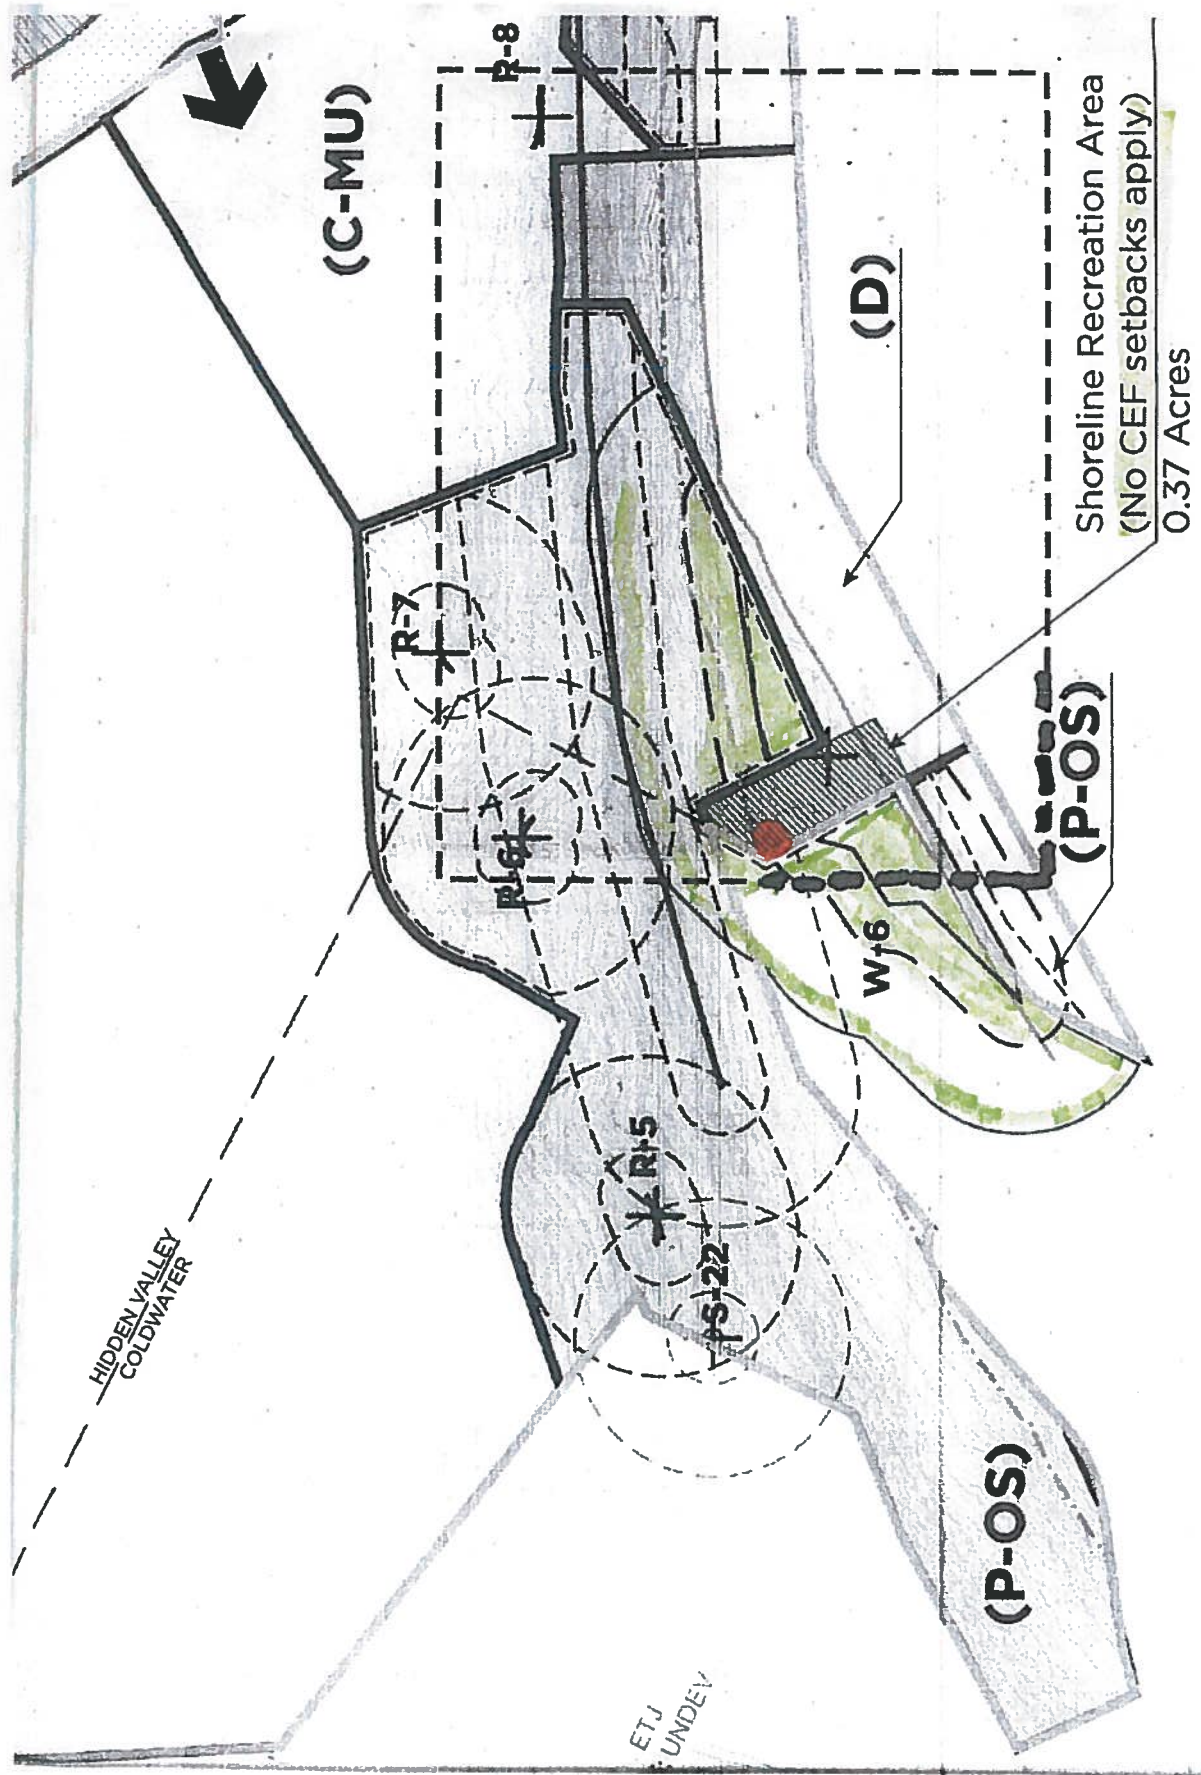 (C-MU)
R-8
(D)
Shoreline Recreation Area
(No CEF setbacks apply)
0.37 Acres
R-7
R-6
(P-OS)
W-6
R-5
S-22
HIDDEN VALLEY
COLDWATER
(P-OS)
ETJ
UNDEV